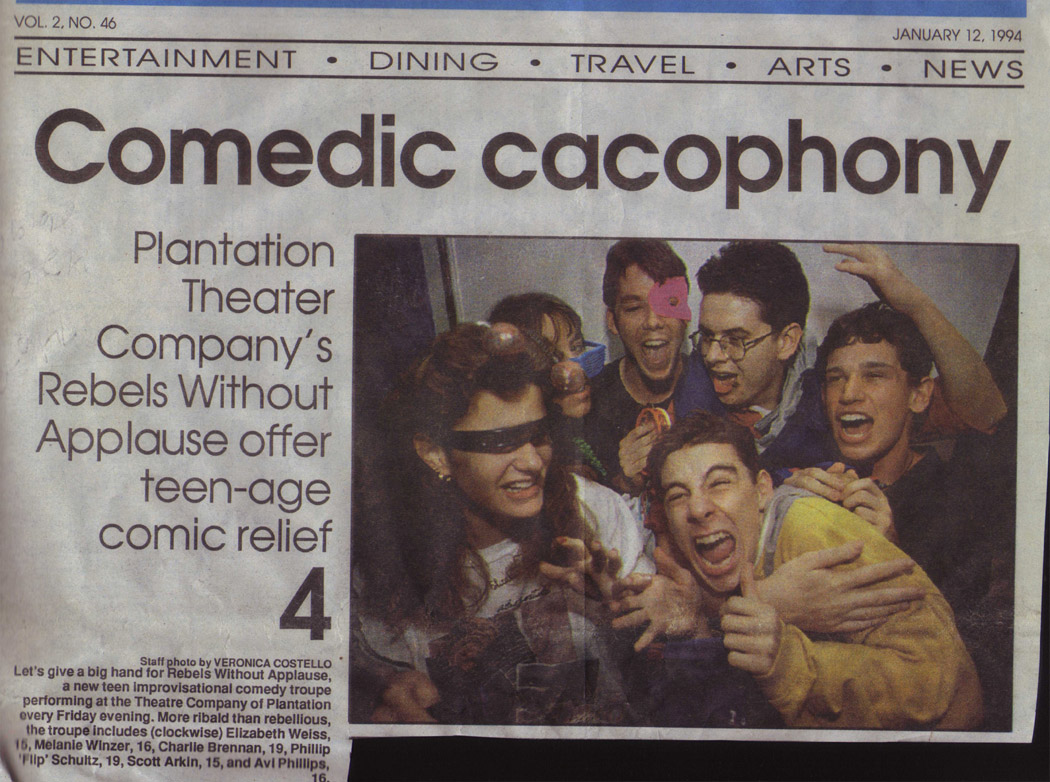 VOL. 2, NO. 46
JANUARY 12, 1994
ENTERTAINMENT • DINING • TRAVEL • ARTS • NEWS
Comedic cacophony
Plantation
Theater
Company's
Rebels Without
Applause offer
teen-age
comic relief
4
Staff photo by VERONICA COSTELLO
Let's give a big hand for Rebels Without Applause,
a new teen improvisational comedy troupe
performing at the Theatre Company of Plantation
every Friday evening. More ribald than rebellious,
the troupe includes (clockwise) Elizabeth Weiss,
15, Melanie Winzer, 16, Charlie Brennan, 19, Phillip
'Flip' Schultz, 19, Scott Arkin, 15, and Avi Phillips,
16.